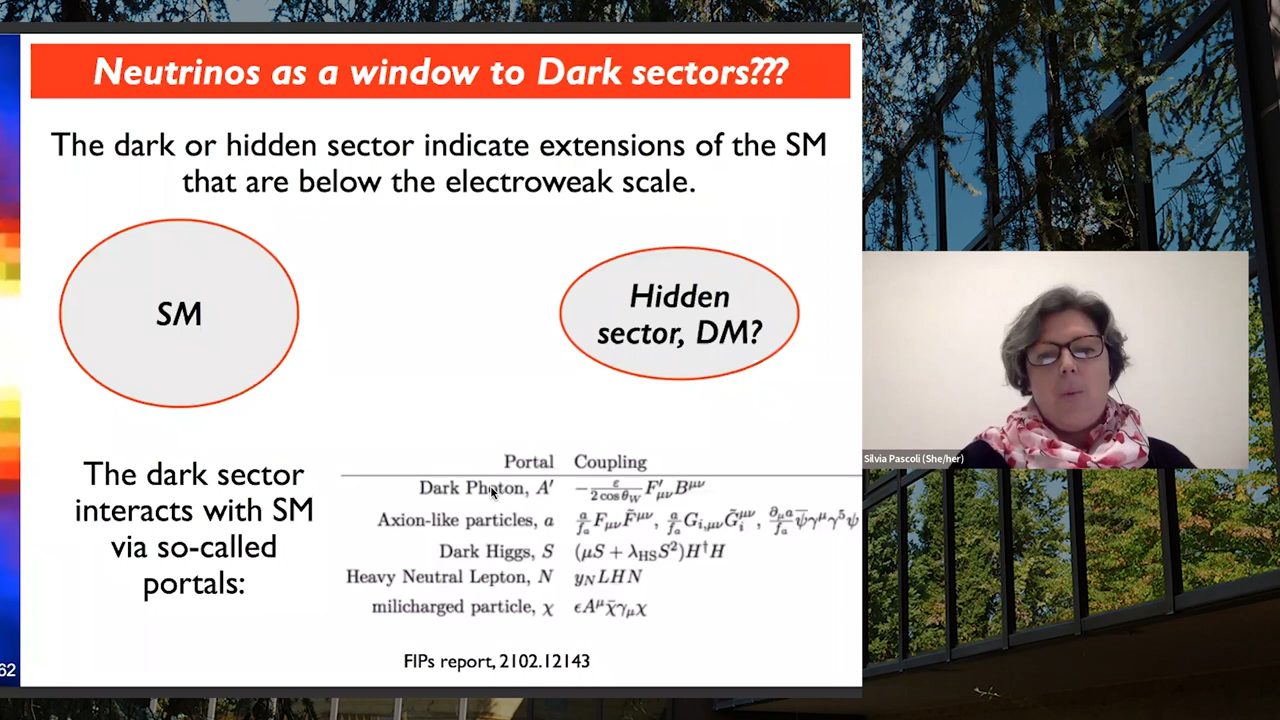 Neutrinos as a window to Dark sectors???
The dark or hidden sector indicate extensions of the SM
that are below the electroweak scale.
SM
Hidden
sector, DM?
The dark sector
interacts with SM
via so-called
portals:
Portal Coupling
Dark Photon, A′ −ε/(2 cos θ_W) F′_μν B^μν
Axion-like particles, a a/f_a F_μν F̃^μν, a/f_a G_i,μν G̃_i^μν, ∂_μ a/f_a ψ̄γ^μγ^5ψ
Dark Higgs, S (μS + λ_HS S²)H†H
Heavy Neutral Lepton, N y_N LHN
milicharged particle, χ εA^μ χ̄γ_μχ
FIPs report, 2102.12143
62
Silvia Pascoli (She/her)